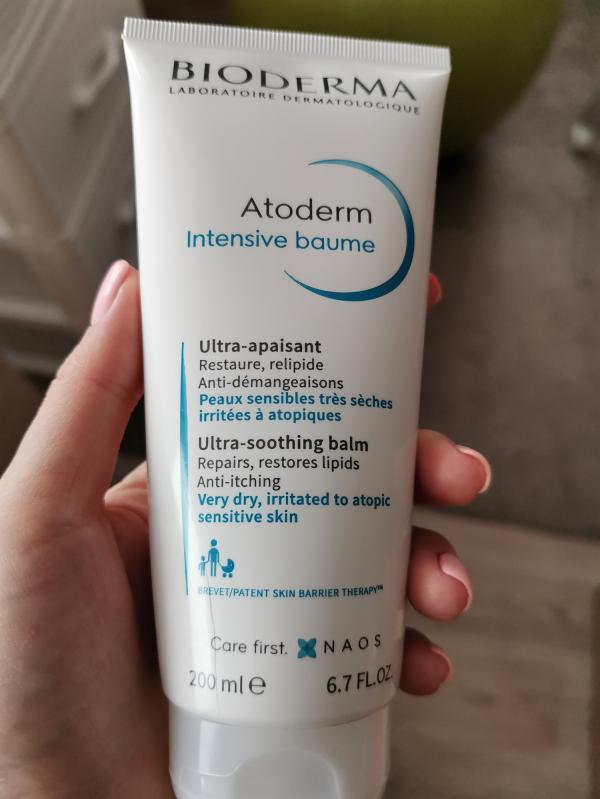 BIODERMA
LABORATOIRE DERMATOLOGIQUE
Atoderm
Intensive baume
Ultra-apaisant
Restaure, relipide
Anti-démangeaisons
Peaux sensibles très sèches
irritées à atopiques
Ultra-soothing balm
Repairs, restores lipids
Anti-itching
Very dry, irritated to atopic
sensitive skin
BREVET/PATENT SKIN BARRIER THERAPY™
Care first. NAOS
200 ml e 6.7 FL.OZ.